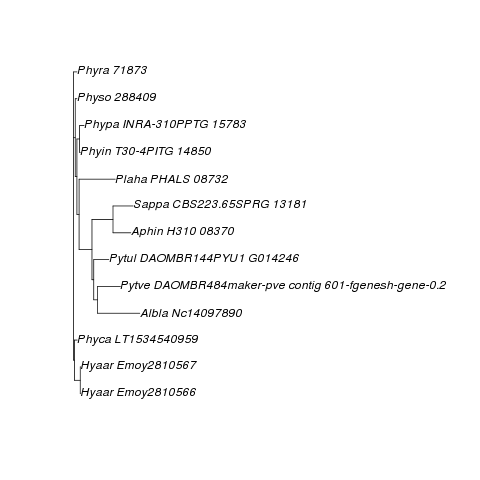 Phyra 71873
Physo 288409
Phypa INRA-310PPTG 15783
Phyin T30-4PITG 14850
Plaha PHALS 08732
Sappa CBS223.65SPRG 13181
Aphin H310 08370
Pytul DAOMBR144PYU1 G014246
Pytve DAOMBR484maker-pve contig 601-fgenesh-gene-0.2
Albla Nc14097890
Phyca LT1534540959
Hyaar Emoy2810567
Hyaar Emoy2810566